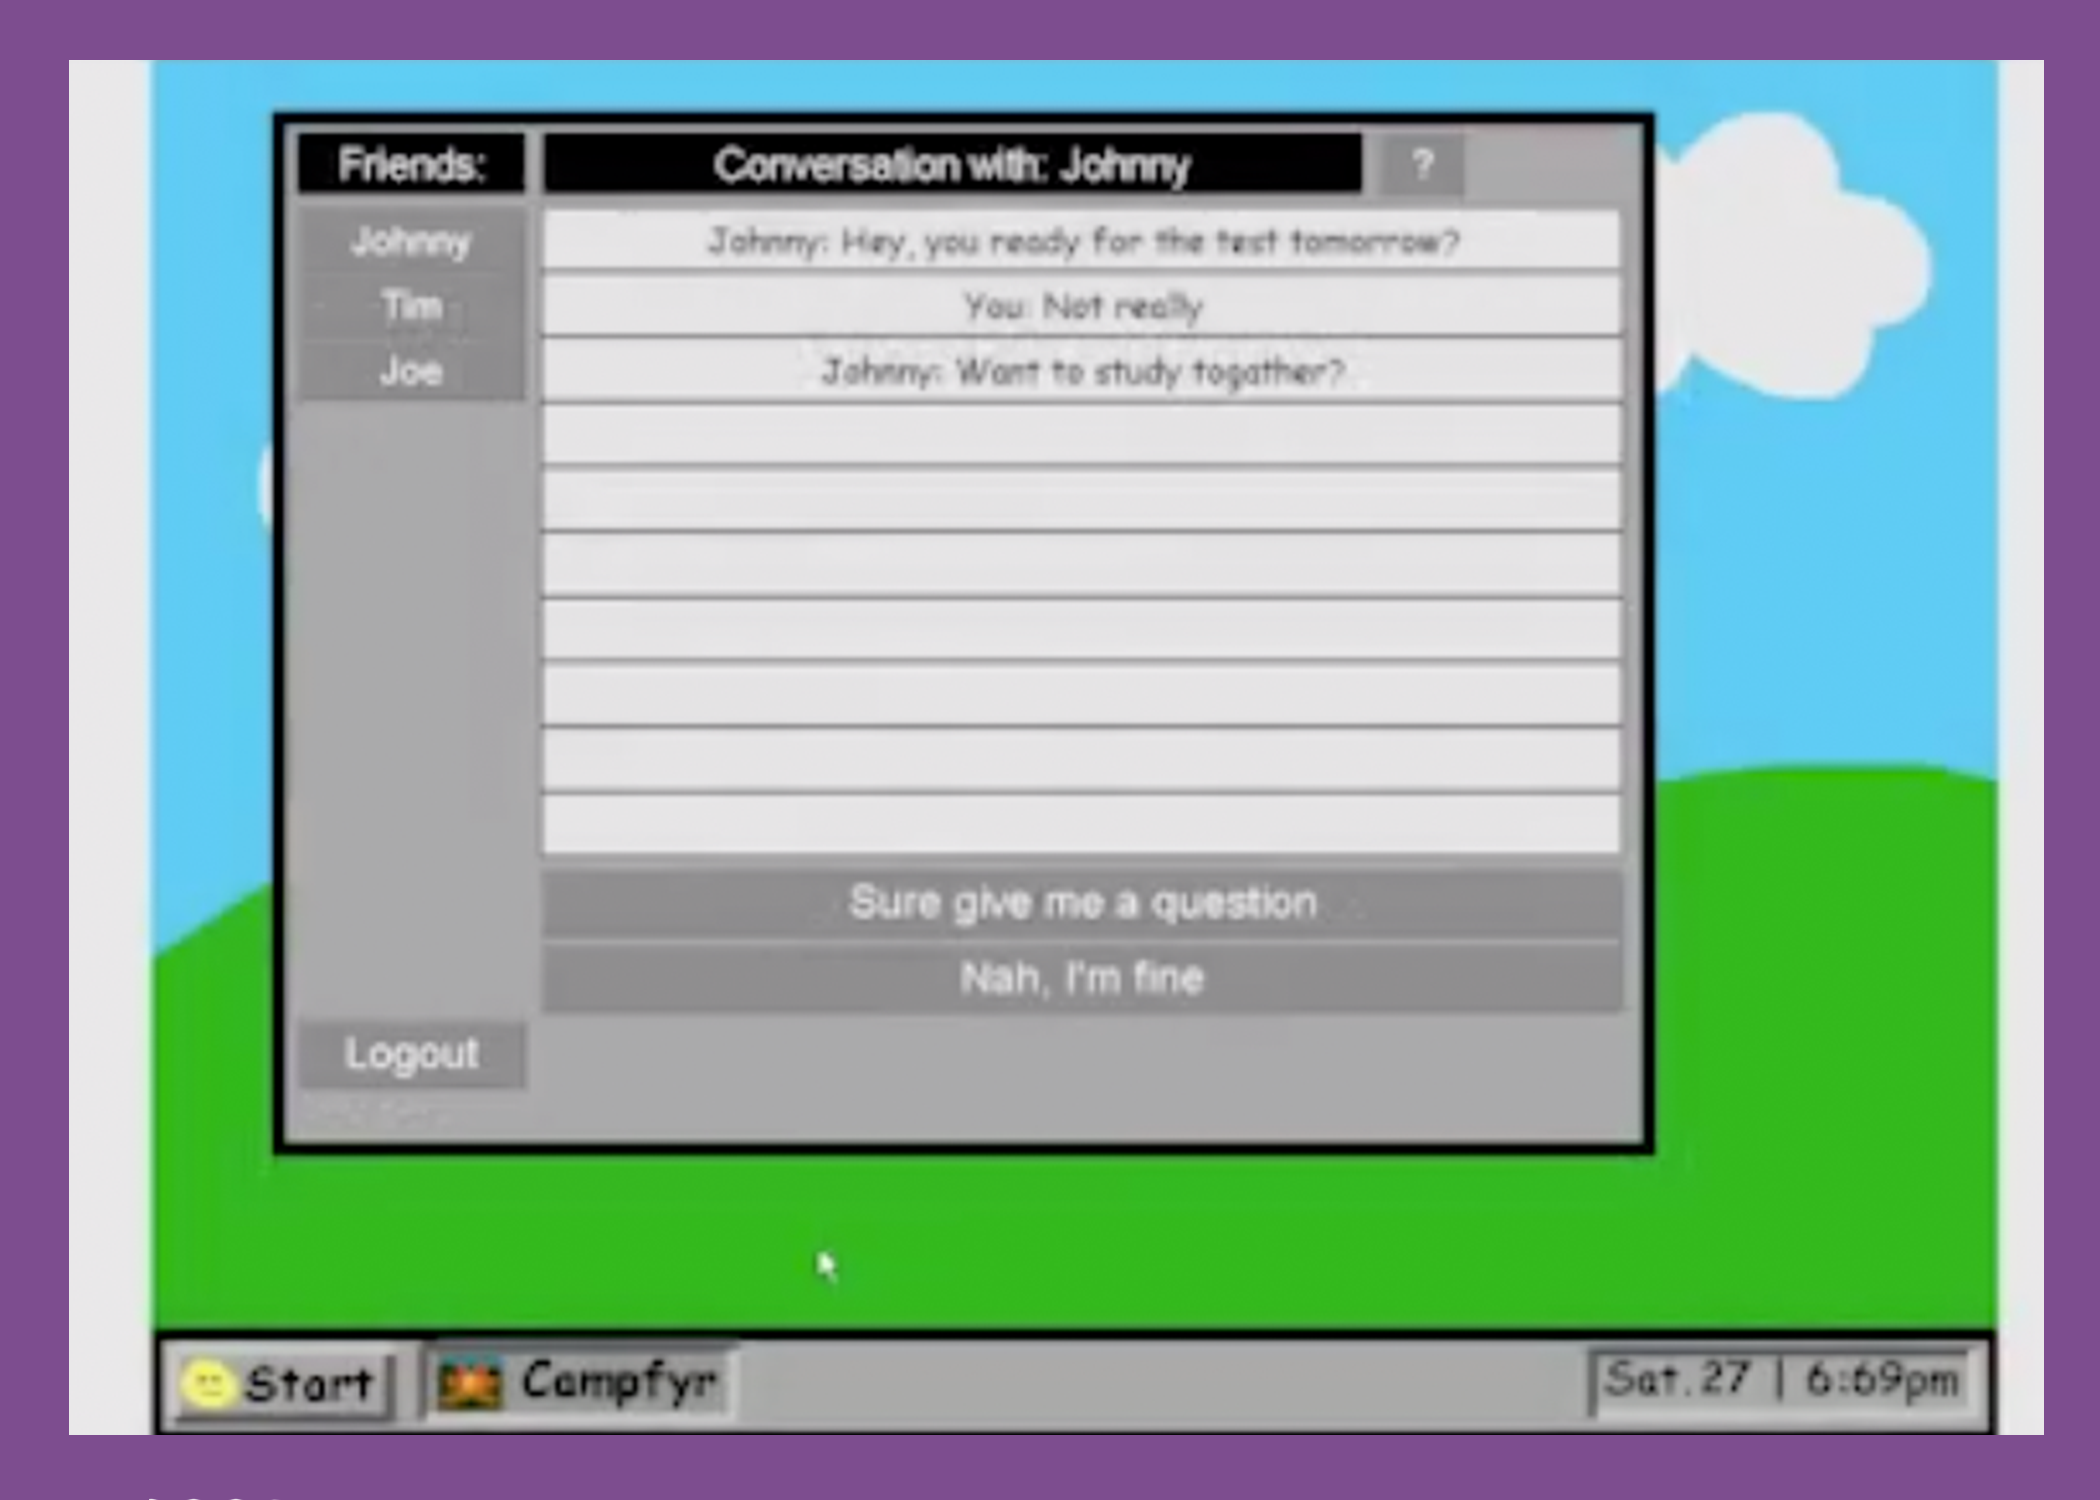 Friends:
Conversation with: Johnny
?
Johnny
Tim
Joe
Johnny: Hey, you ready for the test tomorrow?
You: Not really
Johnny: Want to study togather?
Sure give me a question
Nah, I'm fine
Logout
Start
Campfyr
Sat.27 | 6:69pm